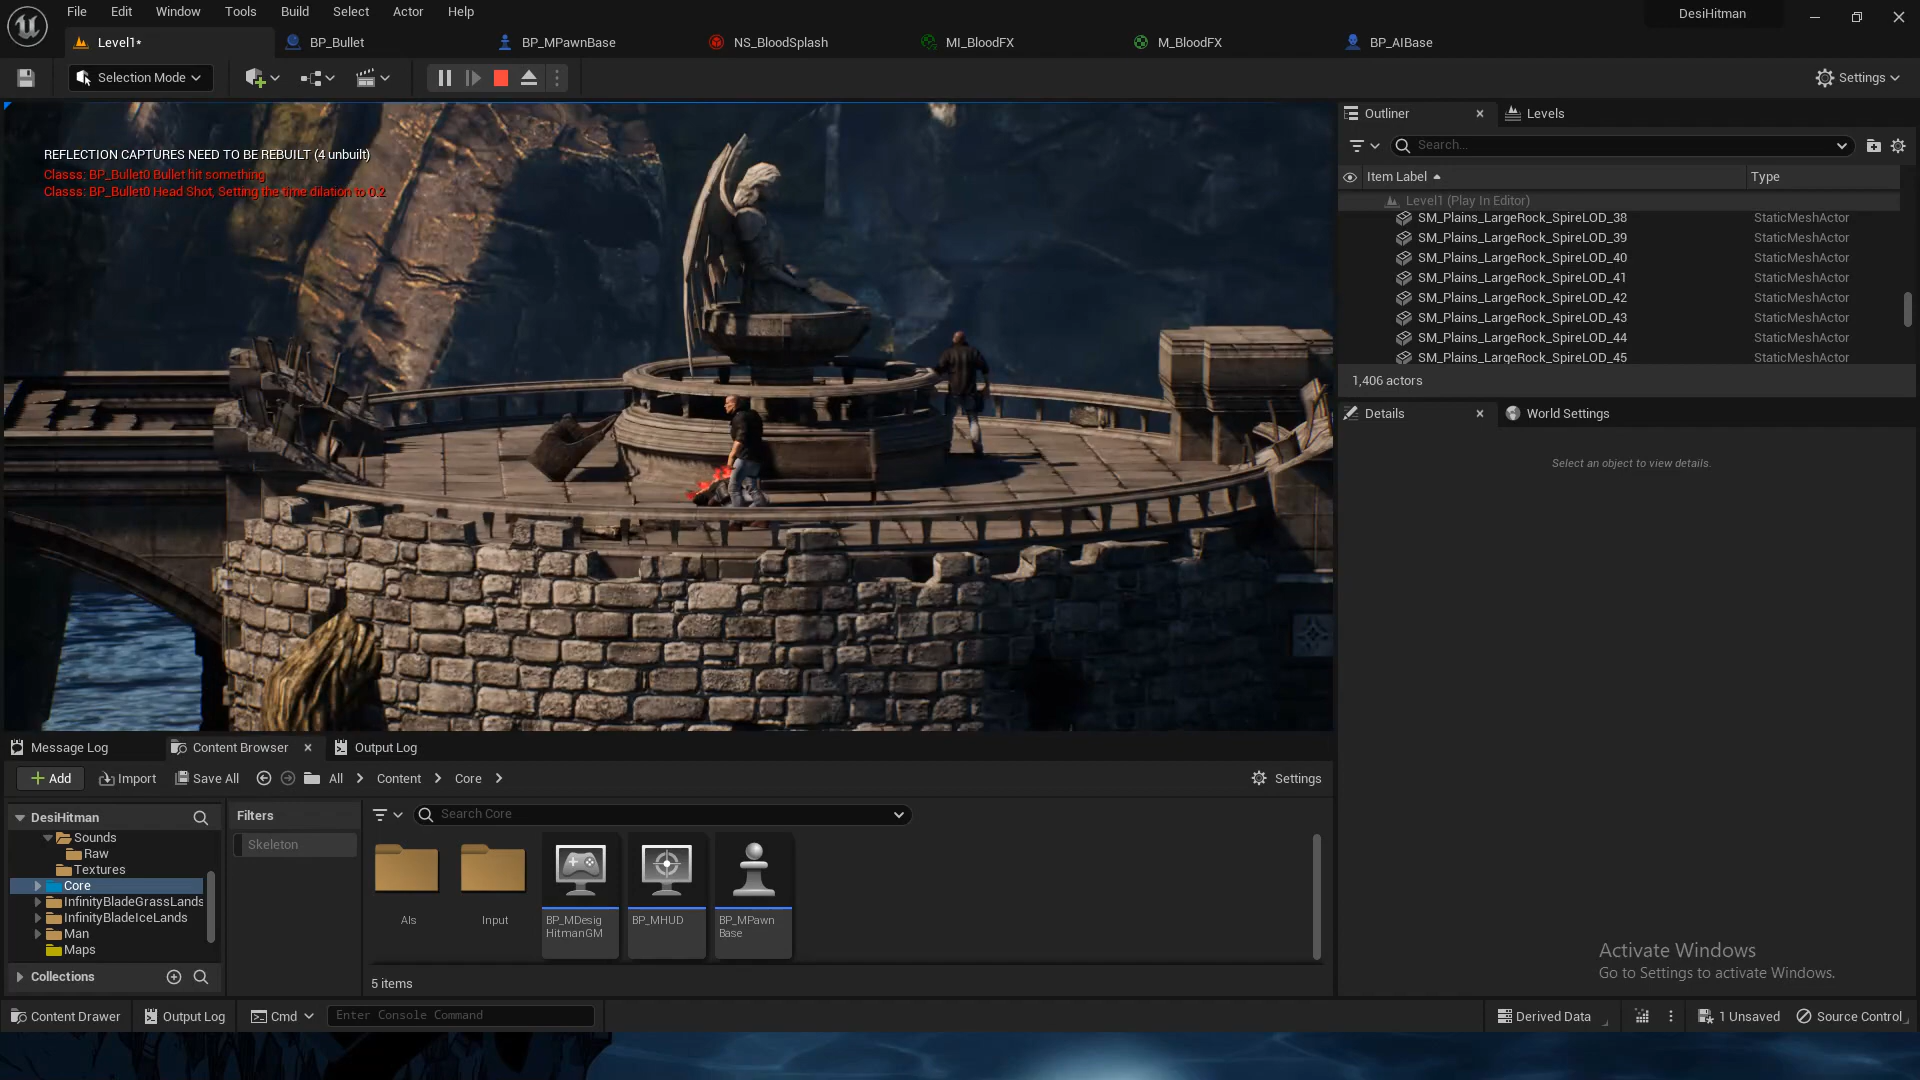 File Edit Window Tools Build Select Actor Help
DesiHitman
Level1*
BP_Bullet
BP_MPawnBase
NS_BloodSplash
MI_BloodFX
M_BloodFX
BP_AIBase
Selection Mode
Settings
REFLECTION CAPTURES NEED TO BE REBUILT (4 unbuilt)
Classs: BP_Bullet0 Bullet hit something
Classs: BP_Bullet0 Head Shot, Setting the time dilation to 0.2
Outliner
Levels
Search...
Item Label
Type
Level1 (Play In Editor)
SM_Plains_LargeRock_SpireLOD_38 StaticMeshActor
SM_Plains_LargeRock_SpireLOD_39 StaticMeshActor
SM_Plains_LargeRock_SpireLOD_40 StaticMeshActor
SM_Plains_LargeRock_SpireLOD_41 StaticMeshActor
SM_Plains_LargeRock_SpireLOD_42 StaticMeshActor
SM_Plains_LargeRock_SpireLOD_43 StaticMeshActor
SM_Plains_LargeRock_SpireLOD_44 StaticMeshActor
SM_Plains_LargeRock_SpireLOD_45 StaticMeshActor
1,406 actors
Details
World Settings
Select an object to view details.
Message Log
Content Browser
Output Log
Add
Import
Save All
All
Content
Core
Settings
DesiHitman
Sounds
Raw
Textures
Core
InfinityBladeGrassLands
InfinityBladeIceLands
Man
Maps
Collections
Filters
Skeleton
Search Core
AIs
Input
BP_MDesig
HitmanGM
BP_MHUD
BP_MPawn
Base
5 items
Activate Windows
Go to Settings to activate Windows.
Content Drawer
Output Log
Cmd
Enter Console Command
Derived Data
1 Unsaved
Source Control